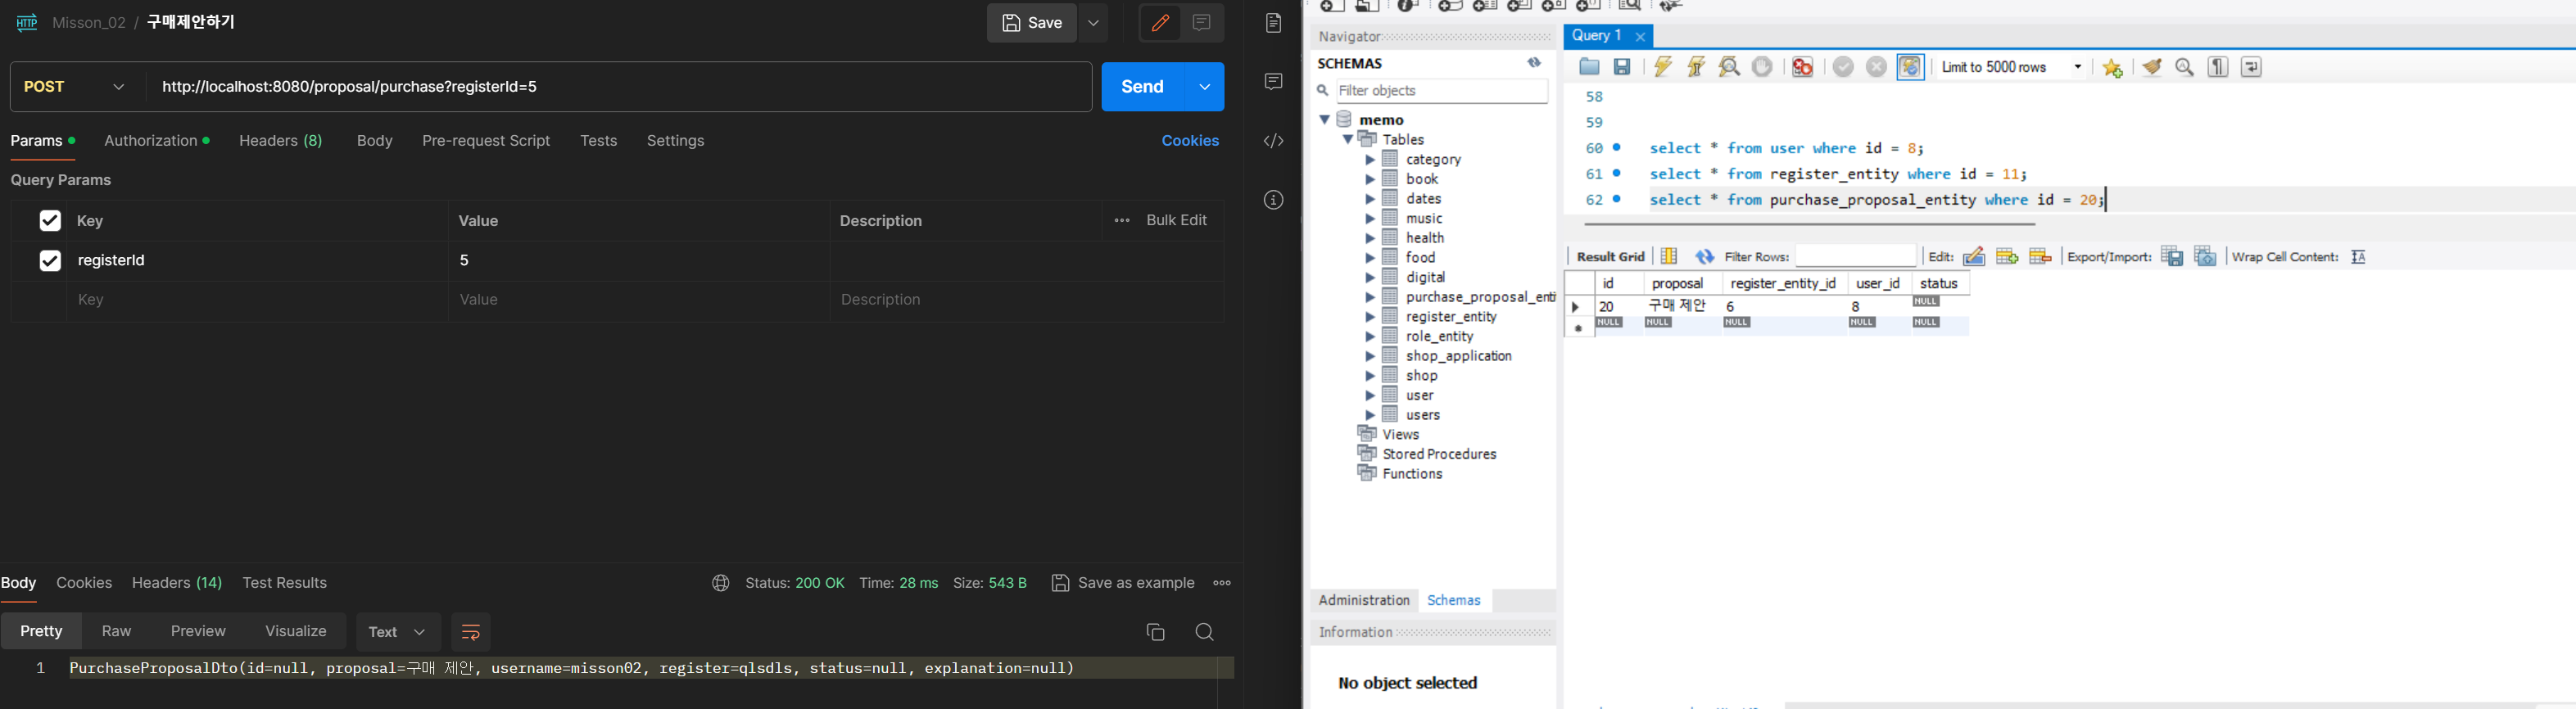 HTTP Misson_02 / 구매제안하기 Save
POST http://localhost:8080/proposal/purchase?registerId=5 Send
Params Authorization Headers (8) Body Pre-request Script Tests Settings Cookies
Query Params
Key Value Description Bulk Edit
registerId 5
Key Value Description
Body Cookies Headers (14) Test Results Status: 200 OK Time: 28 ms Size: 543 B Save as example
Pretty Raw Preview Visualize Text
1 PurchaseProposalDto(id=null, proposal=구매 제안, username=misson02, register=qlsdls, status=null, explanation=null)
Navigator
SCHEMAS
Filter objects
memo
Tables
category
book
dates
music
health
food
digital
purchase_proposal_enti
register_entity
role_entity
shop_application
shop
user
users
Views
Stored Procedures
Functions
Administration Schemas
Information
No object selected
Query 1
Limit to 5000 rows
58
59
60 select * from user where id = 8;
61 select * from register_entity where id = 11;
62 select * from purchase_proposal_entity where id = 20;
Result Grid Filter Rows: Edit: Export/Import: Wrap Cell Content:
id proposal register_entity_id user_id status
20 구매 제안 6 8 NULL
NULL NULL NULL NULL NULL